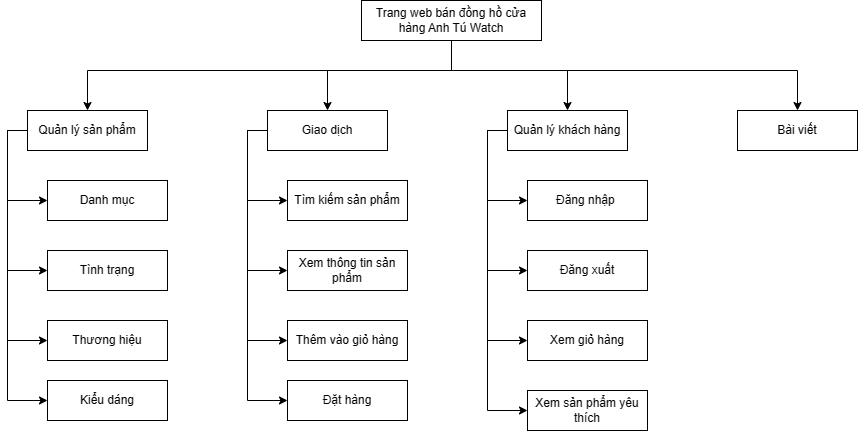 Trang web bán đồng hồ cửa
hàng Anh Tú Watch
Quản lý sản phẩm
Giao dịch
Quản lý khách hàng
Bài viết
Danh mục
Tìm kiếm sản phẩm
Đăng nhập
Tình trạng
Xem thông tin sản
phẩm
Đăng xuất
Thương hiệu
Thêm vào giỏ hàng
Xem giỏ hàng
Kiểu dáng
Đặt hàng
Xem sản phẩm yêu
thích